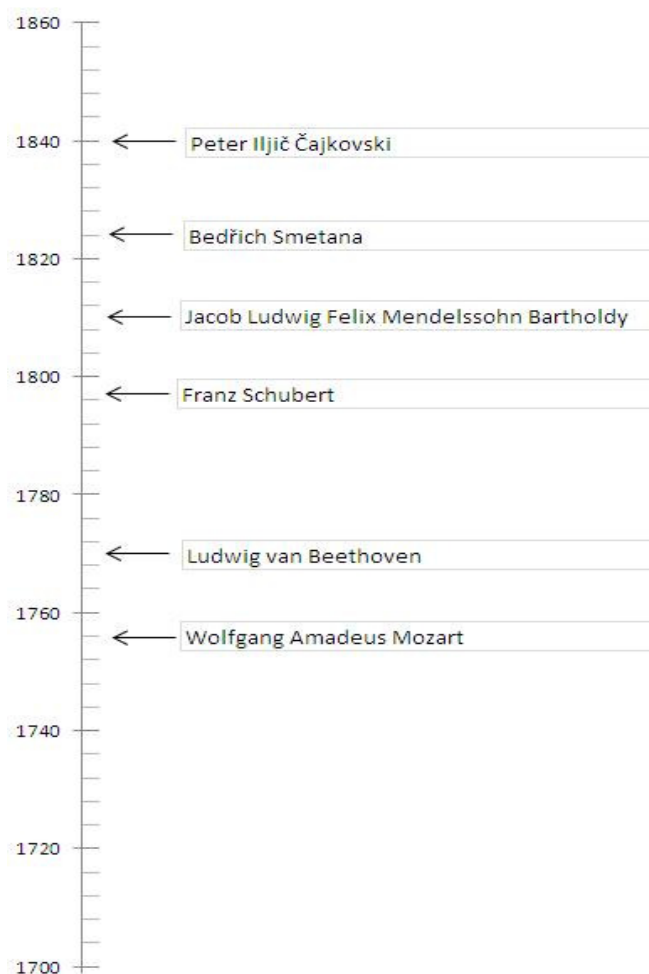 1860
1840 Peter Iljič Čajkovski
Bedřich Smetana
1820
Jacob Ludwig Felix Mendelssohn Bartholdy
1800
Franz Schubert
1780
Ludwig van Beethoven
1760
Wolfgang Amadeus Mozart
1740
1720
1700